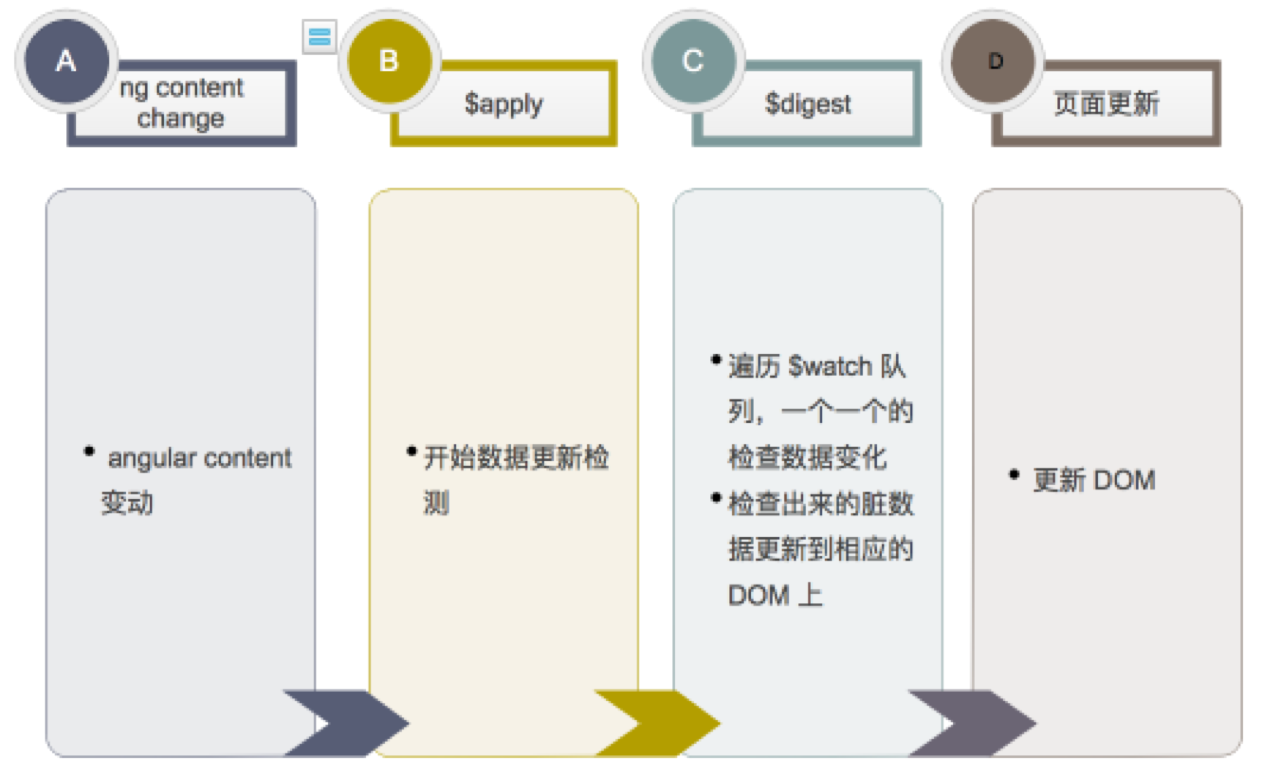 A
ng content
change
B
$apply
C
$digest
D
页面更新
• angular content
变动
• 开始数据更新检
测
• 遍历 $watch 队
列，一个一个的
检查数据变化
• 检查出来的脏数
据更新到相应的
DOM 上
• 更新 DOM